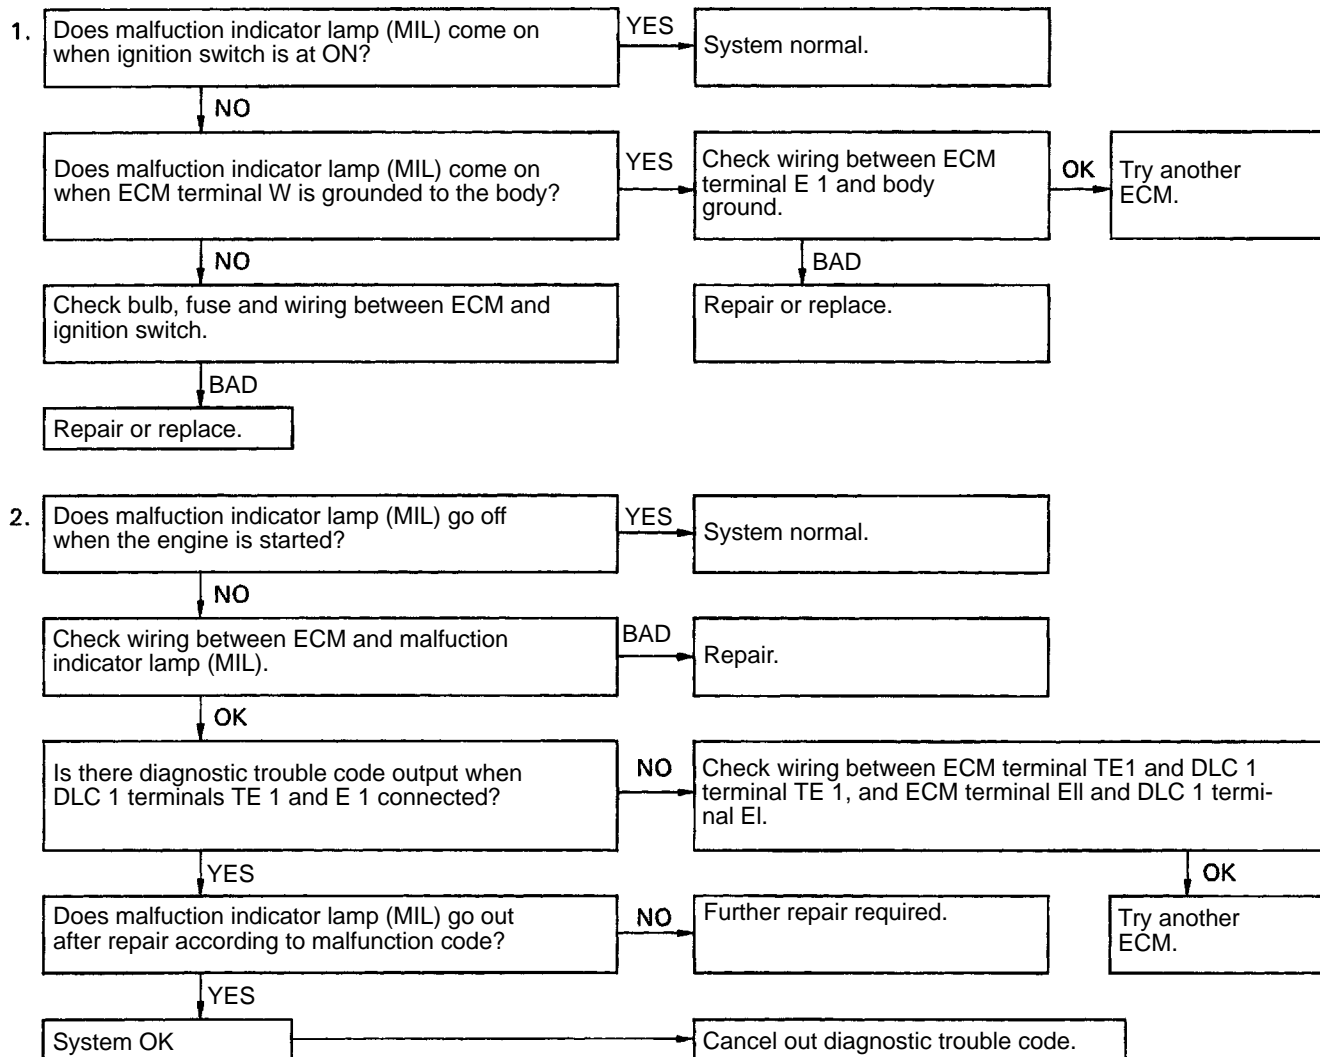 1.
Does malfuction indicator lamp (MIL) come on
when ignition switch is at ON?
YES
System normal.
NO
Does malfuction indicator lamp (MIL) come on
when ECM terminal W is grounded to the body?
YES
Check wiring between ECM
terminal E 1 and body
ground.
OK
Try another
ECM.
NO
BAD
Check bulb, fuse and wiring between ECM and
ignition switch.
Repair or replace.
BAD
Repair or replace.
2.
Does malfuction indicator lamp (MIL) go off
when the engine is started?
YES
System normal.
NO
Check wiring between ECM and malfuction
indicator lamp (MIL).
BAD
Repair.
OK
Is there diagnostic trouble code output when
DLC 1 terminals TE 1 and E 1 connected?
NO
Check wiring between ECM terminal TE1 and DLC 1
terminal TE 1, and ECM terminal Ell and DLC 1 termi-
nal El.
YES
OK
Does malfuction indicator lamp (MIL) go out
after repair according to malfunction code?
NO
Further repair required.
Try another
ECM.
YES
System OK
Cancel out diagnostic trouble code.